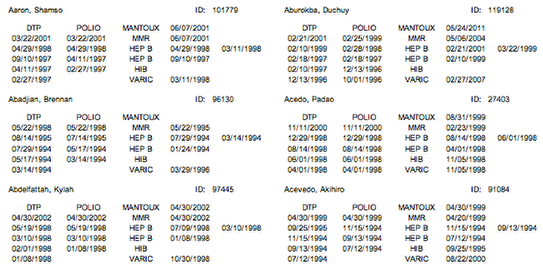 Aaron, Shamso ID: 101779
DTP POLIO MANTOUX 06/07/2001
03/22/2001 03/22/2001 MMR 06/07/2001
04/29/1998 04/29/1998 HEP B 04/29/1998 03/11/1998
09/10/1997 04/11/1997 HEP B 09/10/1997
04/11/1997 02/27/1997 HIB
02/27/1997 VARIC 03/11/1998
Aburokba, Duchuy ID: 119128
DTP POLIO MANTOUX 05/24/2011
02/21/2001 02/25/1999 MMR 05/06/2004
02/10/1999 02/28/1998 HEP B 02/21/2001 03/22/1999
02/18/1997 02/18/1997 HEP B 02/10/1999
02/10/1997 12/13/1996 HIB
12/13/1996 10/01/1996 VARIC 02/27/2007
Abadjian, Brennan ID: 96130
DTP POLIO MANTOUX
05/22/1998 05/22/1998 MMR 05/22/1995
08/14/1995 07/14/1995 HEP B 07/29/1994 03/14/1994
07/29/1994 05/17/1994 HEP B 01/24/1994
05/17/1994 03/14/1994 HIB
03/14/1994 VARIC 03/29/1996
Acedo, Padao ID: 27403
DTP POLIO MANTOUX 08/31/1999
11/11/2000 11/11/2000 MMR 02/23/1999
12/29/1998 12/29/1998 HEP B 08/14/1998 06/01/1998
08/14/1998 08/14/1998 HEP B 04/01/1998
06/01/1998 06/01/1998 HIB 11/05/1998
04/01/1998 04/01/1998 VARIC 11/05/1998
Abdelfattah, Kyiah ID: 97445
DTP POLIO MANTOUX 04/30/2002
04/30/2002 04/30/2002 MMR 04/30/2002
05/19/1998 05/19/1998 HEP B 07/09/1998 03/10/1998
03/10/1998 03/10/1998 HEP B 01/08/1998
02/01/1998 01/08/1998 HIB
01/08/1998 VARIC 10/30/1998
Acevedo, Akihiro ID: 91084
DTP POLIO MANTOUX 04/30/1999
04/30/1999 04/30/1999 MMR 04/20/1999
09/25/1995 11/15/1994 HEP B 11/15/1994 09/13/1994
11/15/1994 09/13/1994 HEP B 07/12/1994
09/13/1994 07/12/1994 HIB 09/25/1995
07/12/1994 VARIC 08/22/2000